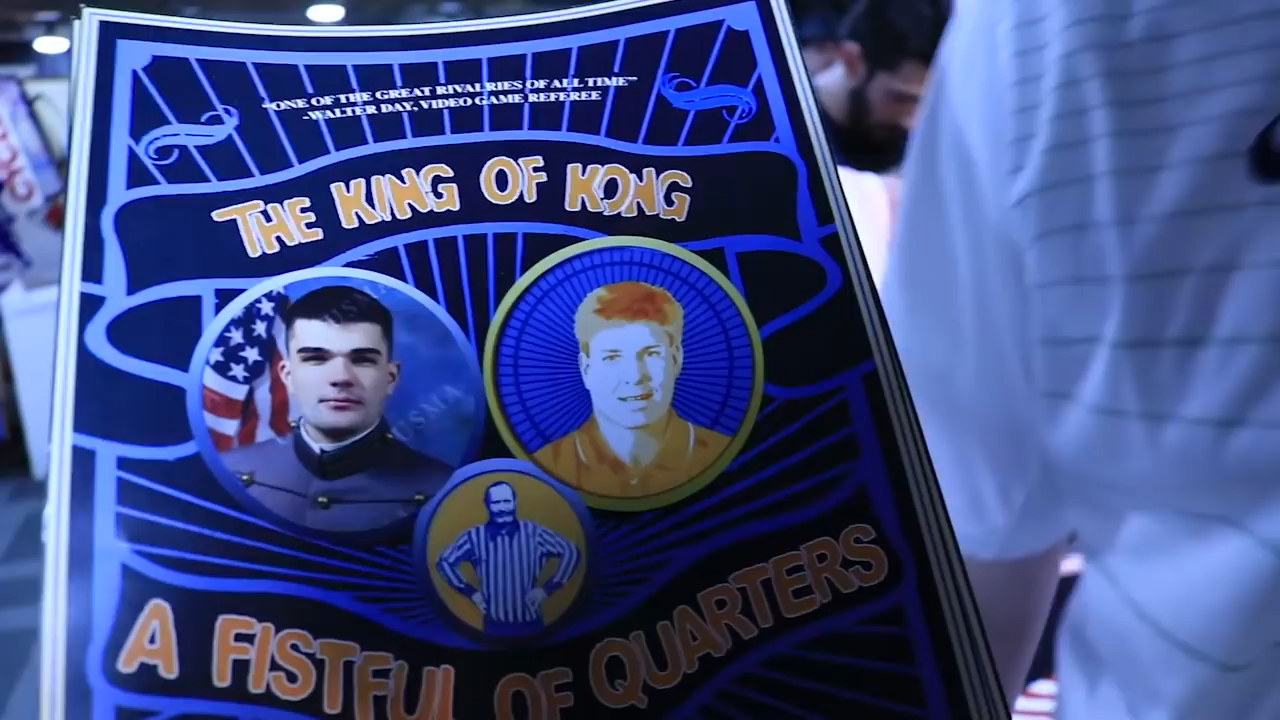 "ONE OF THE GREAT RIVALRIES OF ALL TIME"
-WALTER DAY, VIDEO GAME REFEREE
THE KING OF KONG
USMA
A FISTFUL OF QUARTERS